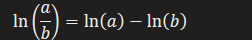 ln(a/b) = ln(a) − ln(b)